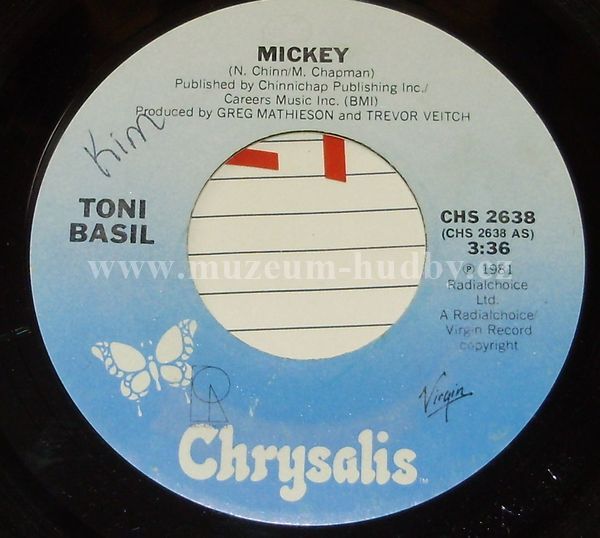 MICKEY
(N. Chinn/M. Chapman)
Published by Chinnichap Publishing Inc./
Careers Music Inc. (BMI)
Produced by GREG MATHIESON and TREVOR VEITCH
Kim
TONI
BASIL
CHS 2638
(CHS 2638 AS)
3:36
℗ 1981
Radialchoice
Ltd.
A Radialchoice/
Virgin Record
copyright
www.muzeum-hudby.cz
Virgin
Chrysalis™